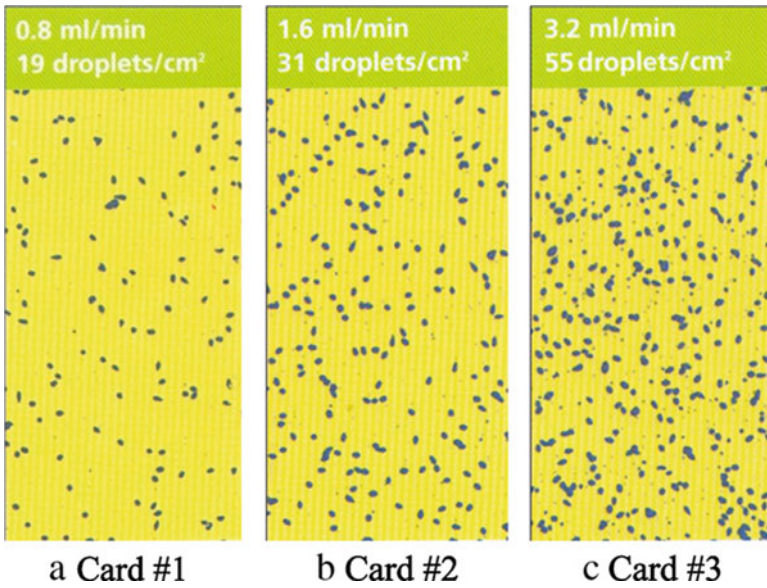 0.8 ml/min
19 droplets/cm²
1.6 ml/min
31 droplets/cm²
3.2 ml/min
55 droplets/cm²
a Card #1
b Card #2
c Card #3